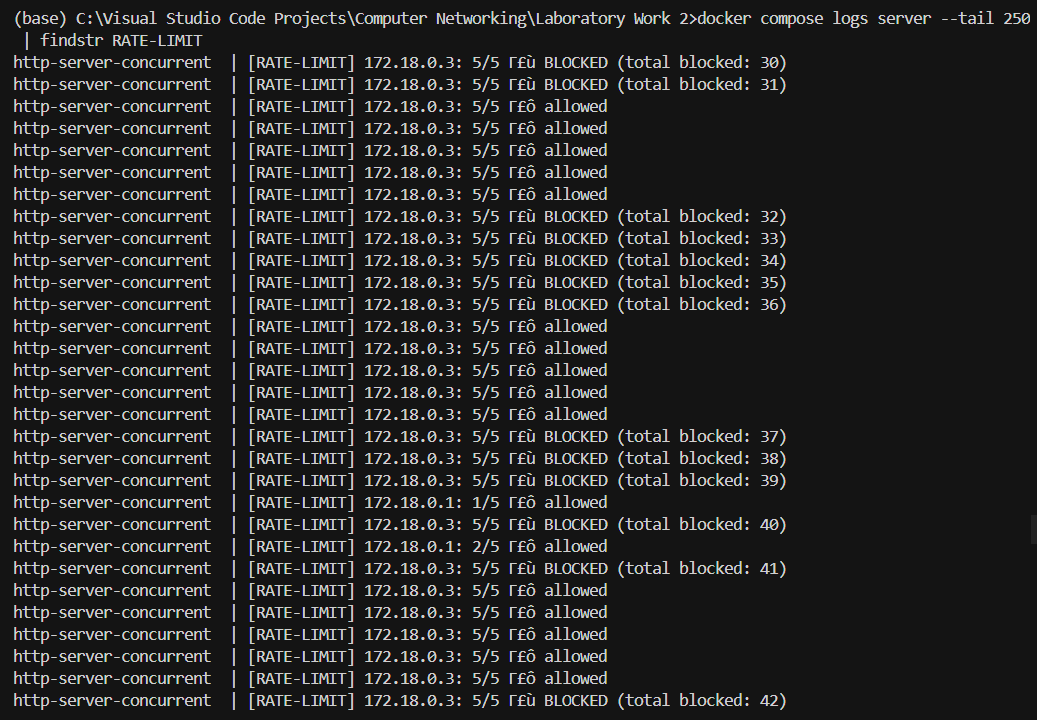 (base) C:\Visual Studio Code Projects\Computer Networking\Laboratory Work 2>docker compose logs server --tail 250
| findstr RATE-LIMIT
http-server-concurrent | [RATE-LIMIT] 172.18.0.3: 5/5 Γ£ù BLOCKED (total blocked: 30)
http-server-concurrent | [RATE-LIMIT] 172.18.0.3: 5/5 Γ£ù BLOCKED (total blocked: 31)
http-server-concurrent | [RATE-LIMIT] 172.18.0.3: 5/5 Γ£ô allowed
http-server-concurrent | [RATE-LIMIT] 172.18.0.3: 5/5 Γ£ô allowed
http-server-concurrent | [RATE-LIMIT] 172.18.0.3: 5/5 Γ£ô allowed
http-server-concurrent | [RATE-LIMIT] 172.18.0.3: 5/5 Γ£ô allowed
http-server-concurrent | [RATE-LIMIT] 172.18.0.3: 5/5 Γ£ô allowed
http-server-concurrent | [RATE-LIMIT] 172.18.0.3: 5/5 Γ£ù BLOCKED (total blocked: 32)
http-server-concurrent | [RATE-LIMIT] 172.18.0.3: 5/5 Γ£ù BLOCKED (total blocked: 33)
http-server-concurrent | [RATE-LIMIT] 172.18.0.3: 5/5 Γ£ù BLOCKED (total blocked: 34)
http-server-concurrent | [RATE-LIMIT] 172.18.0.3: 5/5 Γ£ù BLOCKED (total blocked: 35)
http-server-concurrent | [RATE-LIMIT] 172.18.0.3: 5/5 Γ£ù BLOCKED (total blocked: 36)
http-server-concurrent | [RATE-LIMIT] 172.18.0.3: 5/5 Γ£ô allowed
http-server-concurrent | [RATE-LIMIT] 172.18.0.3: 5/5 Γ£ô allowed
http-server-concurrent | [RATE-LIMIT] 172.18.0.3: 5/5 Γ£ô allowed
http-server-concurrent | [RATE-LIMIT] 172.18.0.3: 5/5 Γ£ô allowed
http-server-concurrent | [RATE-LIMIT] 172.18.0.3: 5/5 Γ£ô allowed
http-server-concurrent | [RATE-LIMIT] 172.18.0.3: 5/5 Γ£ù BLOCKED (total blocked: 37)
http-server-concurrent | [RATE-LIMIT] 172.18.0.3: 5/5 Γ£ù BLOCKED (total blocked: 38)
http-server-concurrent | [RATE-LIMIT] 172.18.0.3: 5/5 Γ£ù BLOCKED (total blocked: 39)
http-server-concurrent | [RATE-LIMIT] 172.18.0.1: 1/5 Γ£ô allowed
http-server-concurrent | [RATE-LIMIT] 172.18.0.3: 5/5 Γ£ù BLOCKED (total blocked: 40)
http-server-concurrent | [RATE-LIMIT] 172.18.0.1: 2/5 Γ£ô allowed
http-server-concurrent | [RATE-LIMIT] 172.18.0.3: 5/5 Γ£ù BLOCKED (total blocked: 41)
http-server-concurrent | [RATE-LIMIT] 172.18.0.3: 5/5 Γ£ô allowed
http-server-concurrent | [RATE-LIMIT] 172.18.0.3: 5/5 Γ£ô allowed
http-server-concurrent | [RATE-LIMIT] 172.18.0.3: 5/5 Γ£ô allowed
http-server-concurrent | [RATE-LIMIT] 172.18.0.3: 5/5 Γ£ô allowed
http-server-concurrent | [RATE-LIMIT] 172.18.0.3: 5/5 Γ£ô allowed
http-server-concurrent | [RATE-LIMIT] 172.18.0.3: 5/5 Γ£ù BLOCKED (total blocked: 42)